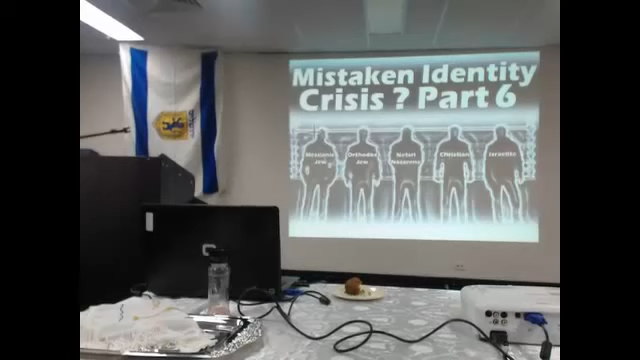 Mistaken Identity
Crisis ? Part 6
Messianic Jew
Orthodox Jew
Netzri Nazarene
Christian
Israelite